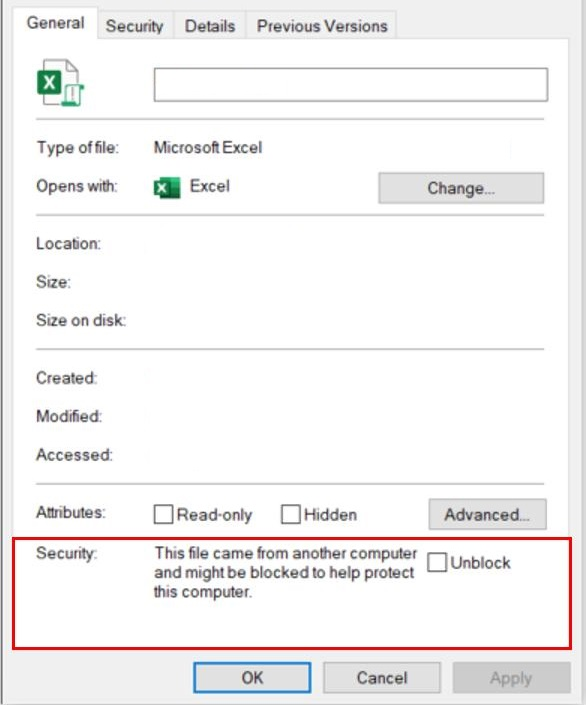 General Security Details Previous Versions
Type of file: Microsoft Excel
Opens with: Excel Change...
Location:
Size:
Size on disk:
Created:
Modified:
Accessed:
Attributes: Read-only Hidden Advanced...
Security: This file came from another computer
and might be blocked to help protect
this computer.
Unblock
OK Cancel Apply